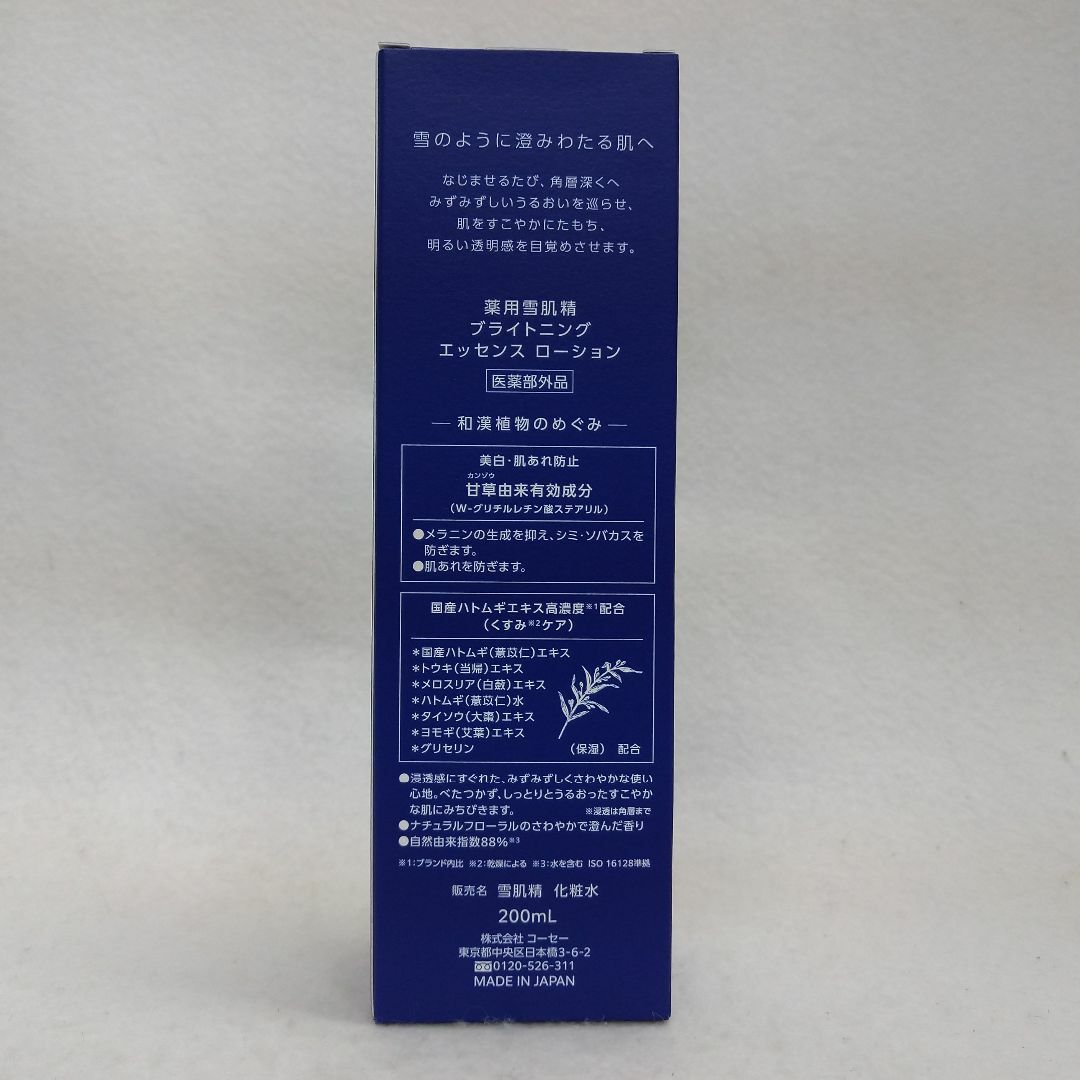 雪のように澄みわたる肌へ
なじませるたび、角層深くへ
みずみずしいうるおいを巡らせ、
肌をすこやかにたもち、
明るい透明感を目覚めさせます。
薬用雪肌精
ブライトニング
エッセンス ローション
医薬部外品
― 和漢植物のめぐみ ―
美白・肌あれ防止
カンゾウ
甘草由来有効成分
(W-グリチルレチン酸ステアリル)
●メラニンの生成を抑え、シミ・ソバカスを
防ぎます。
●肌あれを防ぎます。
国産ハトムギエキス高濃度※1配合
(くすみ※2ケア)
*国産ハトムギ(薏苡仁)エキス
*トウキ(当帰)エキス
*メロスリア(白蘞)エキス
*ハトムギ(薏苡仁)水
*タイソウ(大棗)エキス
*ヨモギ(艾葉)エキス
*グリセリン (保湿) 配合
●浸透感にすぐれた、みずみずしくさわやかな使い
心地。べたつかず、しっとりとうるおったすこやか
な肌にみちびきます。 ※浸透は角層まで
●ナチュラルフローラルのさわやかで澄んだ香り
●自然由来指数88%※3
※1:ブランド内比 ※2:乾燥による ※3:水を含む ISO 16128準拠
販売名 雪肌精 化粧水
200mL
株式会社 コーセー
東京都中央区日本橋3-6-2
0120-526-311
MADE IN JAPAN